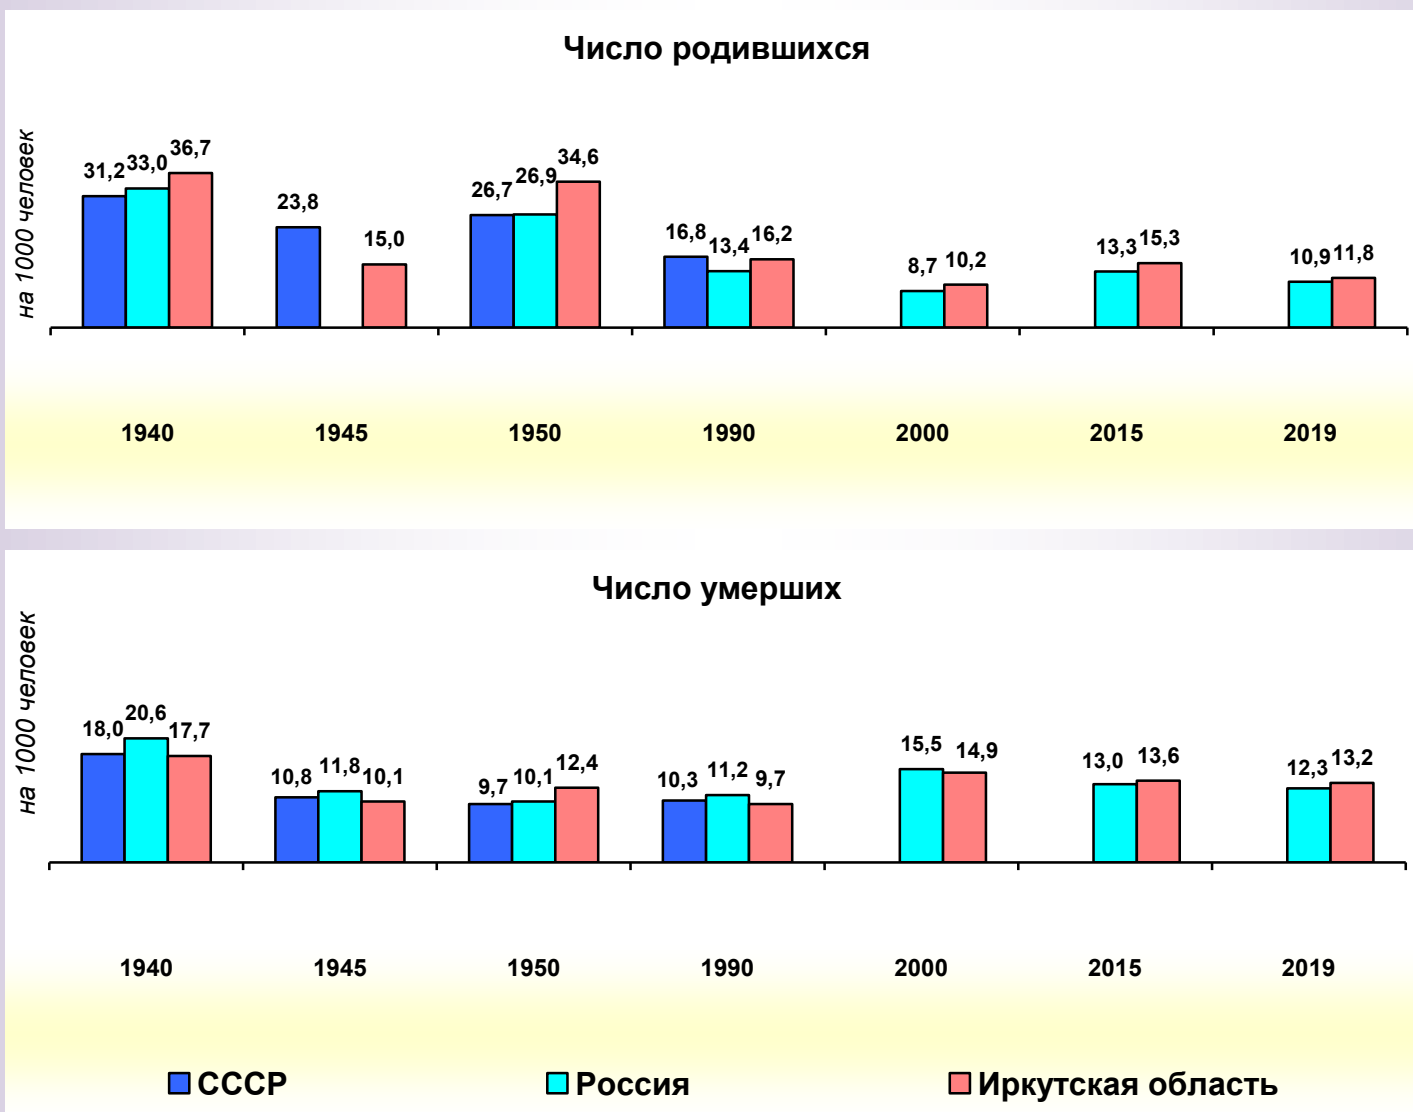 Число родившихся
на 1000 человек
31,2 33,0 36,7
23,8 15,0
26,7 26,9 34,6
16,8 13,4 16,2
8,7 10,2
13,3 15,3
10,9 11,8
1940 1945 1950 1990 2000 2015 2019
Число умерших
на 1000 человек
18,0 20,6 17,7
10,8 11,8 10,1
9,7 10,1 12,4
10,3 11,2 9,7
15,5 14,9
13,0 13,6
12,3 13,2
1940 1945 1950 1990 2000 2015 2019
СССР Россия Иркутская область